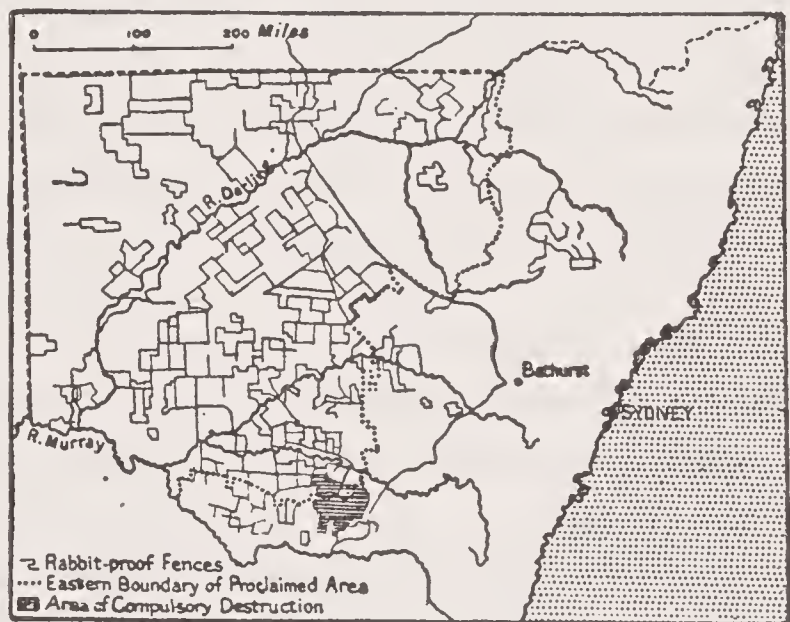 0 100 200 Miles
R. Darling
Bathurst
SYDNEY
R. Murray
Rabbit-proof Fences
Eastern Boundary of Proclaimed Area
Area of Compulsory Destruction